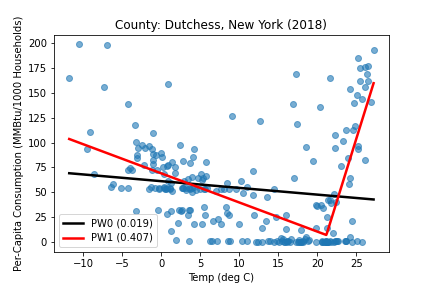 County: Dutchess, New York (2018)
Per-Capita Consumption (MMBtu/1000 Households)
200
175
150
125
100
75
50
25
0
PW0 (0.019)
PW1 (0.407)
−10 −5 0 5 10 15 20 25
Temp (deg C)